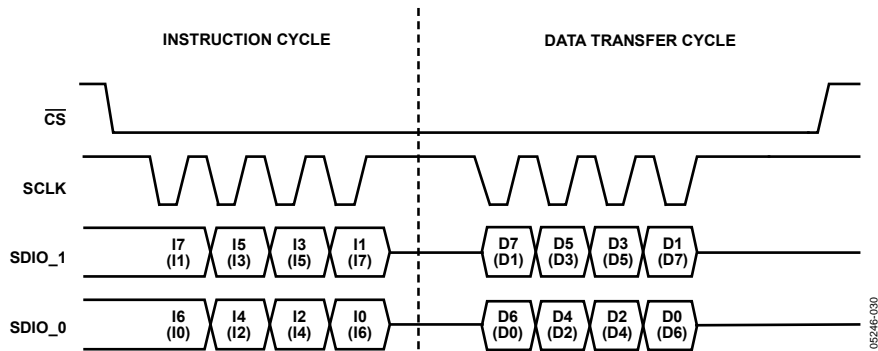 INSTRUCTION CYCLE DATA TRANSFER CYCLE
CS
SCLK
SDIO_1 I7 I5 I3 I1 D7 D5 D3 D1
(I1) (I3) (I5) (I7) (D1) (D3) (D5) (D7)
SDIO_0 I6 I4 I2 I0 D6 D4 D2 D0
(I0) (I2) (I4) (I6) (D0) (D2) (D4) (D6)
05246-030